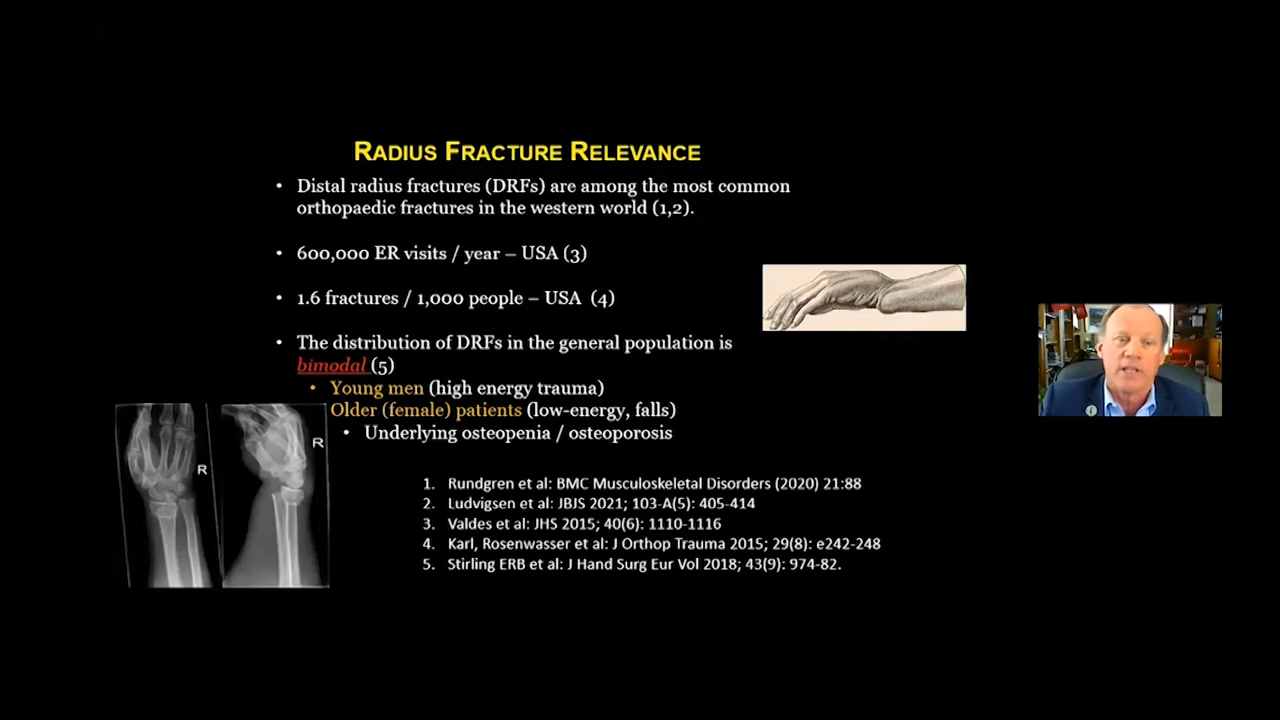 RADIUS FRACTURE RELEVANCE
• Distal radius fractures (DRFs) are among the most common
orthopaedic fractures in the western world (1,2).
• 600,000 ER visits / year – USA (3)
• 1.6 fractures / 1,000 people – USA (4)
• The distribution of DRFs in the general population is
bimodal (5)
• Young men (high energy trauma)
Older (female) patients (low-energy, falls)
• Underlying osteopenia / osteoporosis
R
R
1. Rundgren et al: BMC Musculoskeletal Disorders (2020) 21:88
2. Ludvigsen et al: JBJS 2021; 103-A(5): 405-414
3. Valdes et al: JHS 2015; 40(6): 1110-1116
4. Karl, Rosenwasser et al: J Orthop Trauma 2015; 29(8): e242-248
5. Stirling ERB et al: J Hand Surg Eur Vol 2018; 43(9): 974-82.